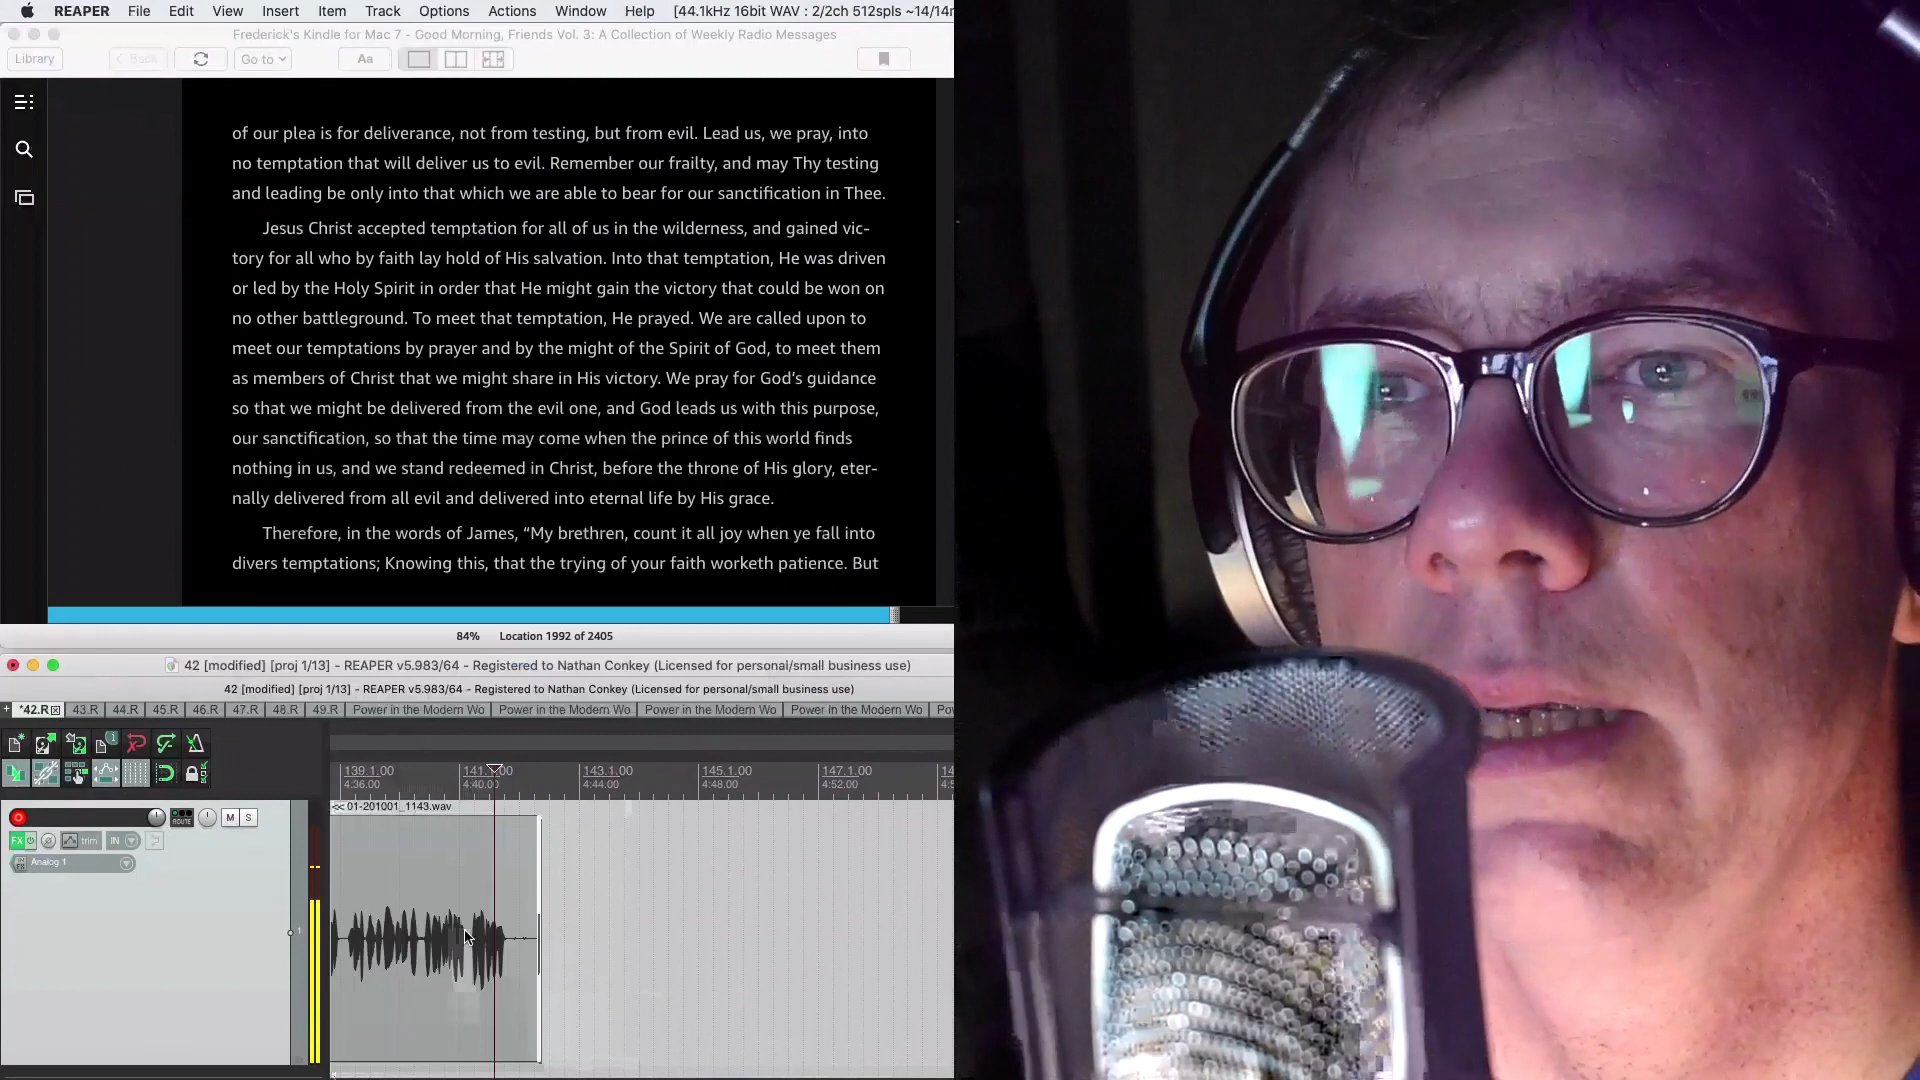 REAPER File Edit View Insert Item Track Options Actions Window Help [44.1kHz 16bit WAV : 2/2ch 512spls ~14/14
Frederick's Kindle for Mac 7 - Good Morning, Friends Vol. 3: A Collection of Weekly Radio Messages
Library Back Go to Aa
of our plea is for deliverance, not from testing, but from evil. Lead us, we pray, into
no temptation that will deliver us to evil. Remember our frailty, and may Thy testing
and leading be only into that which we are able to bear for our sanctification in Thee.
Jesus Christ accepted temptation for all of us in the wilderness, and gained vic-
tory for all who by faith lay hold of His salvation. Into that temptation, He was driven
or led by the Holy Spirit in order that He might gain the victory that could be won on
no other battleground. To meet that temptation, He prayed. We are called upon to
meet our temptations by prayer and by the might of the Spirit of God, to meet them
as members of Christ that we might share in His victory. We pray for God's guidance
so that we might be delivered from the evil one, and God leads us with this purpose,
our sanctification, so that the time may come when the prince of this world finds
nothing in us, and we stand redeemed in Christ, before the throne of His glory, eter-
nally delivered from all evil and delivered into eternal life by His grace.
Therefore, in the words of James, “My brethren, count it all joy when ye fall into
divers temptations; Knowing this, that the trying of your faith worketh patience. But
84% Location 1992 of 2405
42 [modified] [proj 1/13] - REAPER v5.983/64 - Registered to Nathan Conkey (Licensed for personal/small business use)
42 [modified] [proj 1/13] - REAPER v5.983/64 - Registered to Nathan Conkey (Licensed for personal/small business use)
+ *42.R 43.R 44.R 45.R 46.R 47.R 48.R 49.R Power in the Modern Wo Power in the Modern Wo Power in the Modern Wo Power in the Modern Wo Po
139.1.00 143.1.00 145.1.00 147.1.00
4:36.00 4:40.00 4:44.00 4:48.00 4:52.00
<< 01-201001_1143.wav
ROUTE M S
FX trim IN
IN FX Analog 1
1